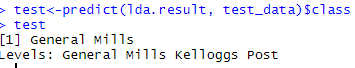 > test<-predict(lda.result, test_data)$class
> test
[1] General Mills
Levels: General Mills Kelloggs Post